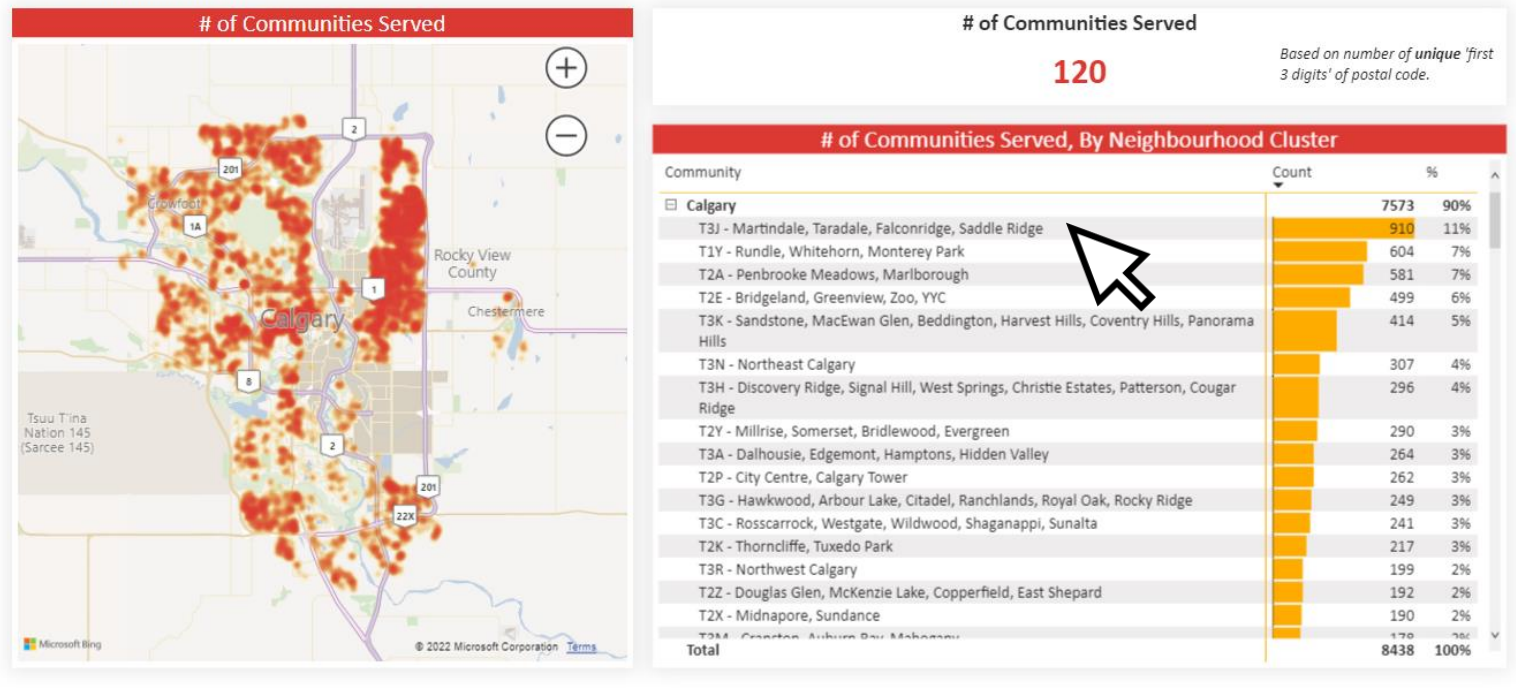 # of Communities Served
2
201
Crowfoot
1A
Rocky View
County
1
Chestermere
Calgary
8
Tsuu T'ina
Nation 145
(Sarcee 145)
2
201
22X
Microsoft Bing
© 2022 Microsoft Corporation Terms
# of Communities Served
120
Based on number of unique 'first
3 digits' of postal code.
# of Communities Served, By Neighbourhood Cluster
Community Count %
Calgary 7573 90%
T3J - Martindale, Taradale, Falconridge, Saddle Ridge 910 11%
T1Y - Rundle, Whitehorn, Monterey Park 604 7%
T2A - Penbrooke Meadows, Marlborough 581 7%
T2E - Bridgeland, Greenview, Zoo, YYC 499 6%
T3K - Sandstone, MacEwan Glen, Beddington, Harvest Hills, Coventry Hills, Panorama 414 5%
Hills
T3N - Northeast Calgary 307 4%
T3H - Discovery Ridge, Signal Hill, West Springs, Christie Estates, Patterson, Cougar 296 4%
Ridge
T2Y - Millrise, Somerset, Bridlewood, Evergreen 290 3%
T3A - Dalhousie, Edgemont, Hamptons, Hidden Valley 264 3%
T2P - City Centre, Calgary Tower 262 3%
T3G - Hawkwood, Arbour Lake, Citadel, Ranchlands, Royal Oak, Rocky Ridge 249 3%
T3C - Rosscarrock, Westgate, Wildwood, Shaganappi, Sunalta 241 3%
T2K - Thorncliffe, Tuxedo Park 217 3%
T3R - Northwest Calgary 199 2%
T2Z - Douglas Glen, McKenzie Lake, Copperfield, East Shepard 192 2%
T2X - Midnapore, Sundance 190 2%
T3M - Cranston, Auburn Bay, Mahogany 178 2%
Total 8438 100%